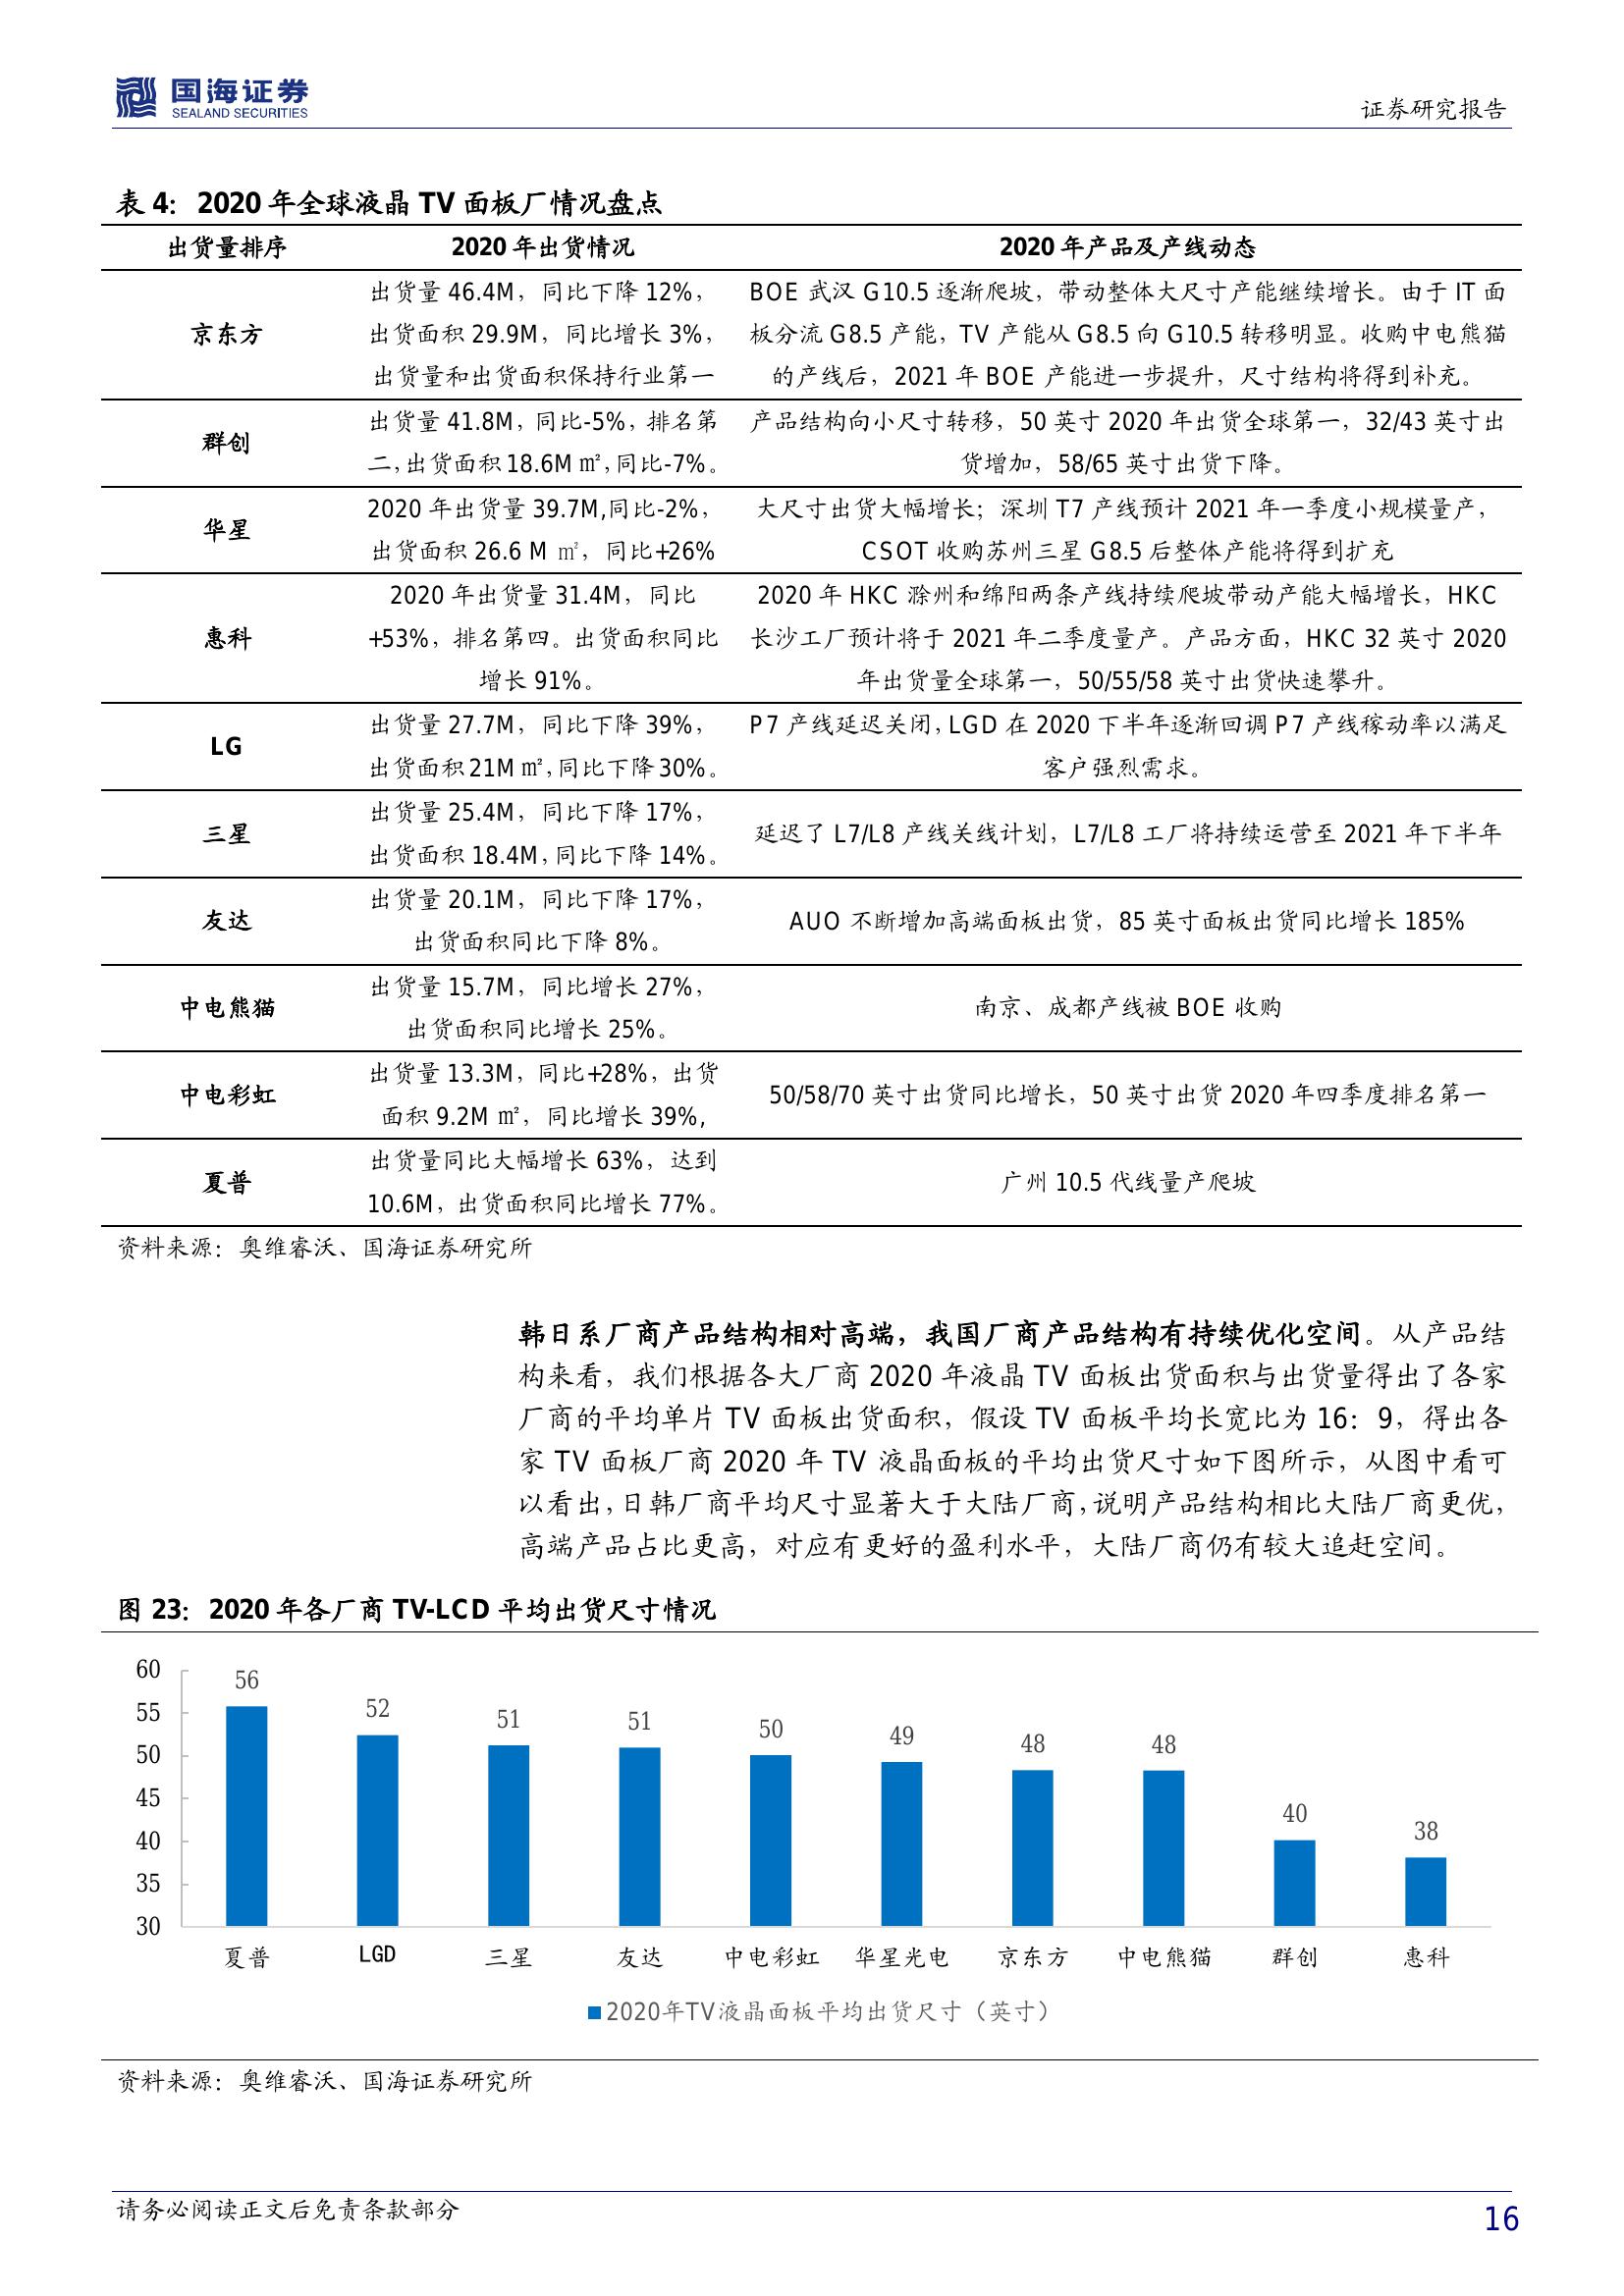 国海证券
SEALAND SECURITIES
证券研究报告
表 4：2020 年全球液晶 TV 面板厂情况盘点
出货量排序 2020 年出货情况 2020 年产品及产线动态
京东方
出货量 46.4M，同比下降 12%，
出货面积 29.9M，同比增长 3%，
出货量和出货面积保持行业第一
BOE 武汉 G10.5 逐渐爬坡，带动整体大尺寸产能继续增长。由于 IT 面
板分流 G8.5 产能，TV 产能从 G8.5 向 G10.5 转移明显。收购中电熊猫
的产线后，2021 年 BOE 产能进一步提升，尺寸结构将得到补充。
群创
出货量 41.8M，同比-5%，排名第
二，出货面积 18.6M ㎡，同比-7%。
产品结构向小尺寸转移，50 英寸 2020 年出货全球第一，32/43 英寸出
货增加，58/65 英寸出货下降。
华星
2020 年出货量 39.7M,同比-2%，
出货面积 26.6 M ㎡，同比+26%
大尺寸出货大幅增长；深圳 T7 产线预计 2021 年一季度小规模量产，
CSOT 收购苏州三星 G8.5 后整体产能将得到扩充
惠科
2020 年出货量 31.4M，同比
+53%，排名第四。出货面积同比
增长 91%。
2020 年 HKC 滁州和绵阳两条产线持续爬坡带动产能大幅增长，HKC
长沙工厂预计将于 2021 年二季度量产。产品方面，HKC 32 英寸 2020
年出货量全球第一，50/55/58 英寸出货快速攀升。
LG
出货量 27.7M，同比下降 39%，
出货面积 21M ㎡，同比下降 30%。
P7 产线延迟关闭，LGD 在 2020 下半年逐渐回调 P7 产线稼动率以满足
客户强烈需求。
三星
出货量 25.4M，同比下降 17%，
出货面积 18.4M，同比下降 14%。
延迟了 L7/L8 产线关线计划，L7/L8 工厂将持续运营至 2021 年下半年
友达
出货量 20.1M，同比下降 17%，
出货面积同比下降 8%。
AUO 不断增加高端面板出货，85 英寸面板出货同比增长 185%
中电熊猫
出货量 15.7M，同比增长 27%，
出货面积同比增长 25%。
南京、成都产线被 BOE 收购
中电彩虹
出货量 13.3M，同比+28%，出货
面积 9.2M ㎡，同比增长 39%,
50/58/70 英寸出货同比增长，50 英寸出货 2020 年四季度排名第一
夏普
出货量同比大幅增长 63%，达到
10.6M，出货面积同比增长 77%。
广州 10.5 代线量产爬坡
资料来源：奥维睿沃、国海证券研究所
韩日系厂商产品结构相对高端，我国厂商产品结构有持续优化空间。从产品结
构来看，我们根据各大厂商 2020 年液晶 TV 面板出货面积与出货量得出了各家
厂商的平均单片 TV 面板出货面积，假设 TV 面板平均长宽比为 16：9，得出各
家 TV 面板厂商 2020 年 TV 液晶面板的平均出货尺寸如下图所示，从图中看可
以看出，日韩厂商平均尺寸显著大于大陆厂商，说明产品结构相比大陆厂商更优，
高端产品占比更高，对应有更好的盈利水平，大陆厂商仍有较大追赶空间。
图 23：2020 年各厂商 TV-LCD 平均出货尺寸情况
60
55
50
45
40
35
30
56 52 51 51 50 49 48 48 40 38
夏普 LGD 三星 友达 中电彩虹 华星光电 京东方 中电熊猫 群创 惠科
2020年TV液晶面板平均出货尺寸（英寸）
资料来源：奥维睿沃、国海证券研究所
请务必阅读正文后免责条款部分
16